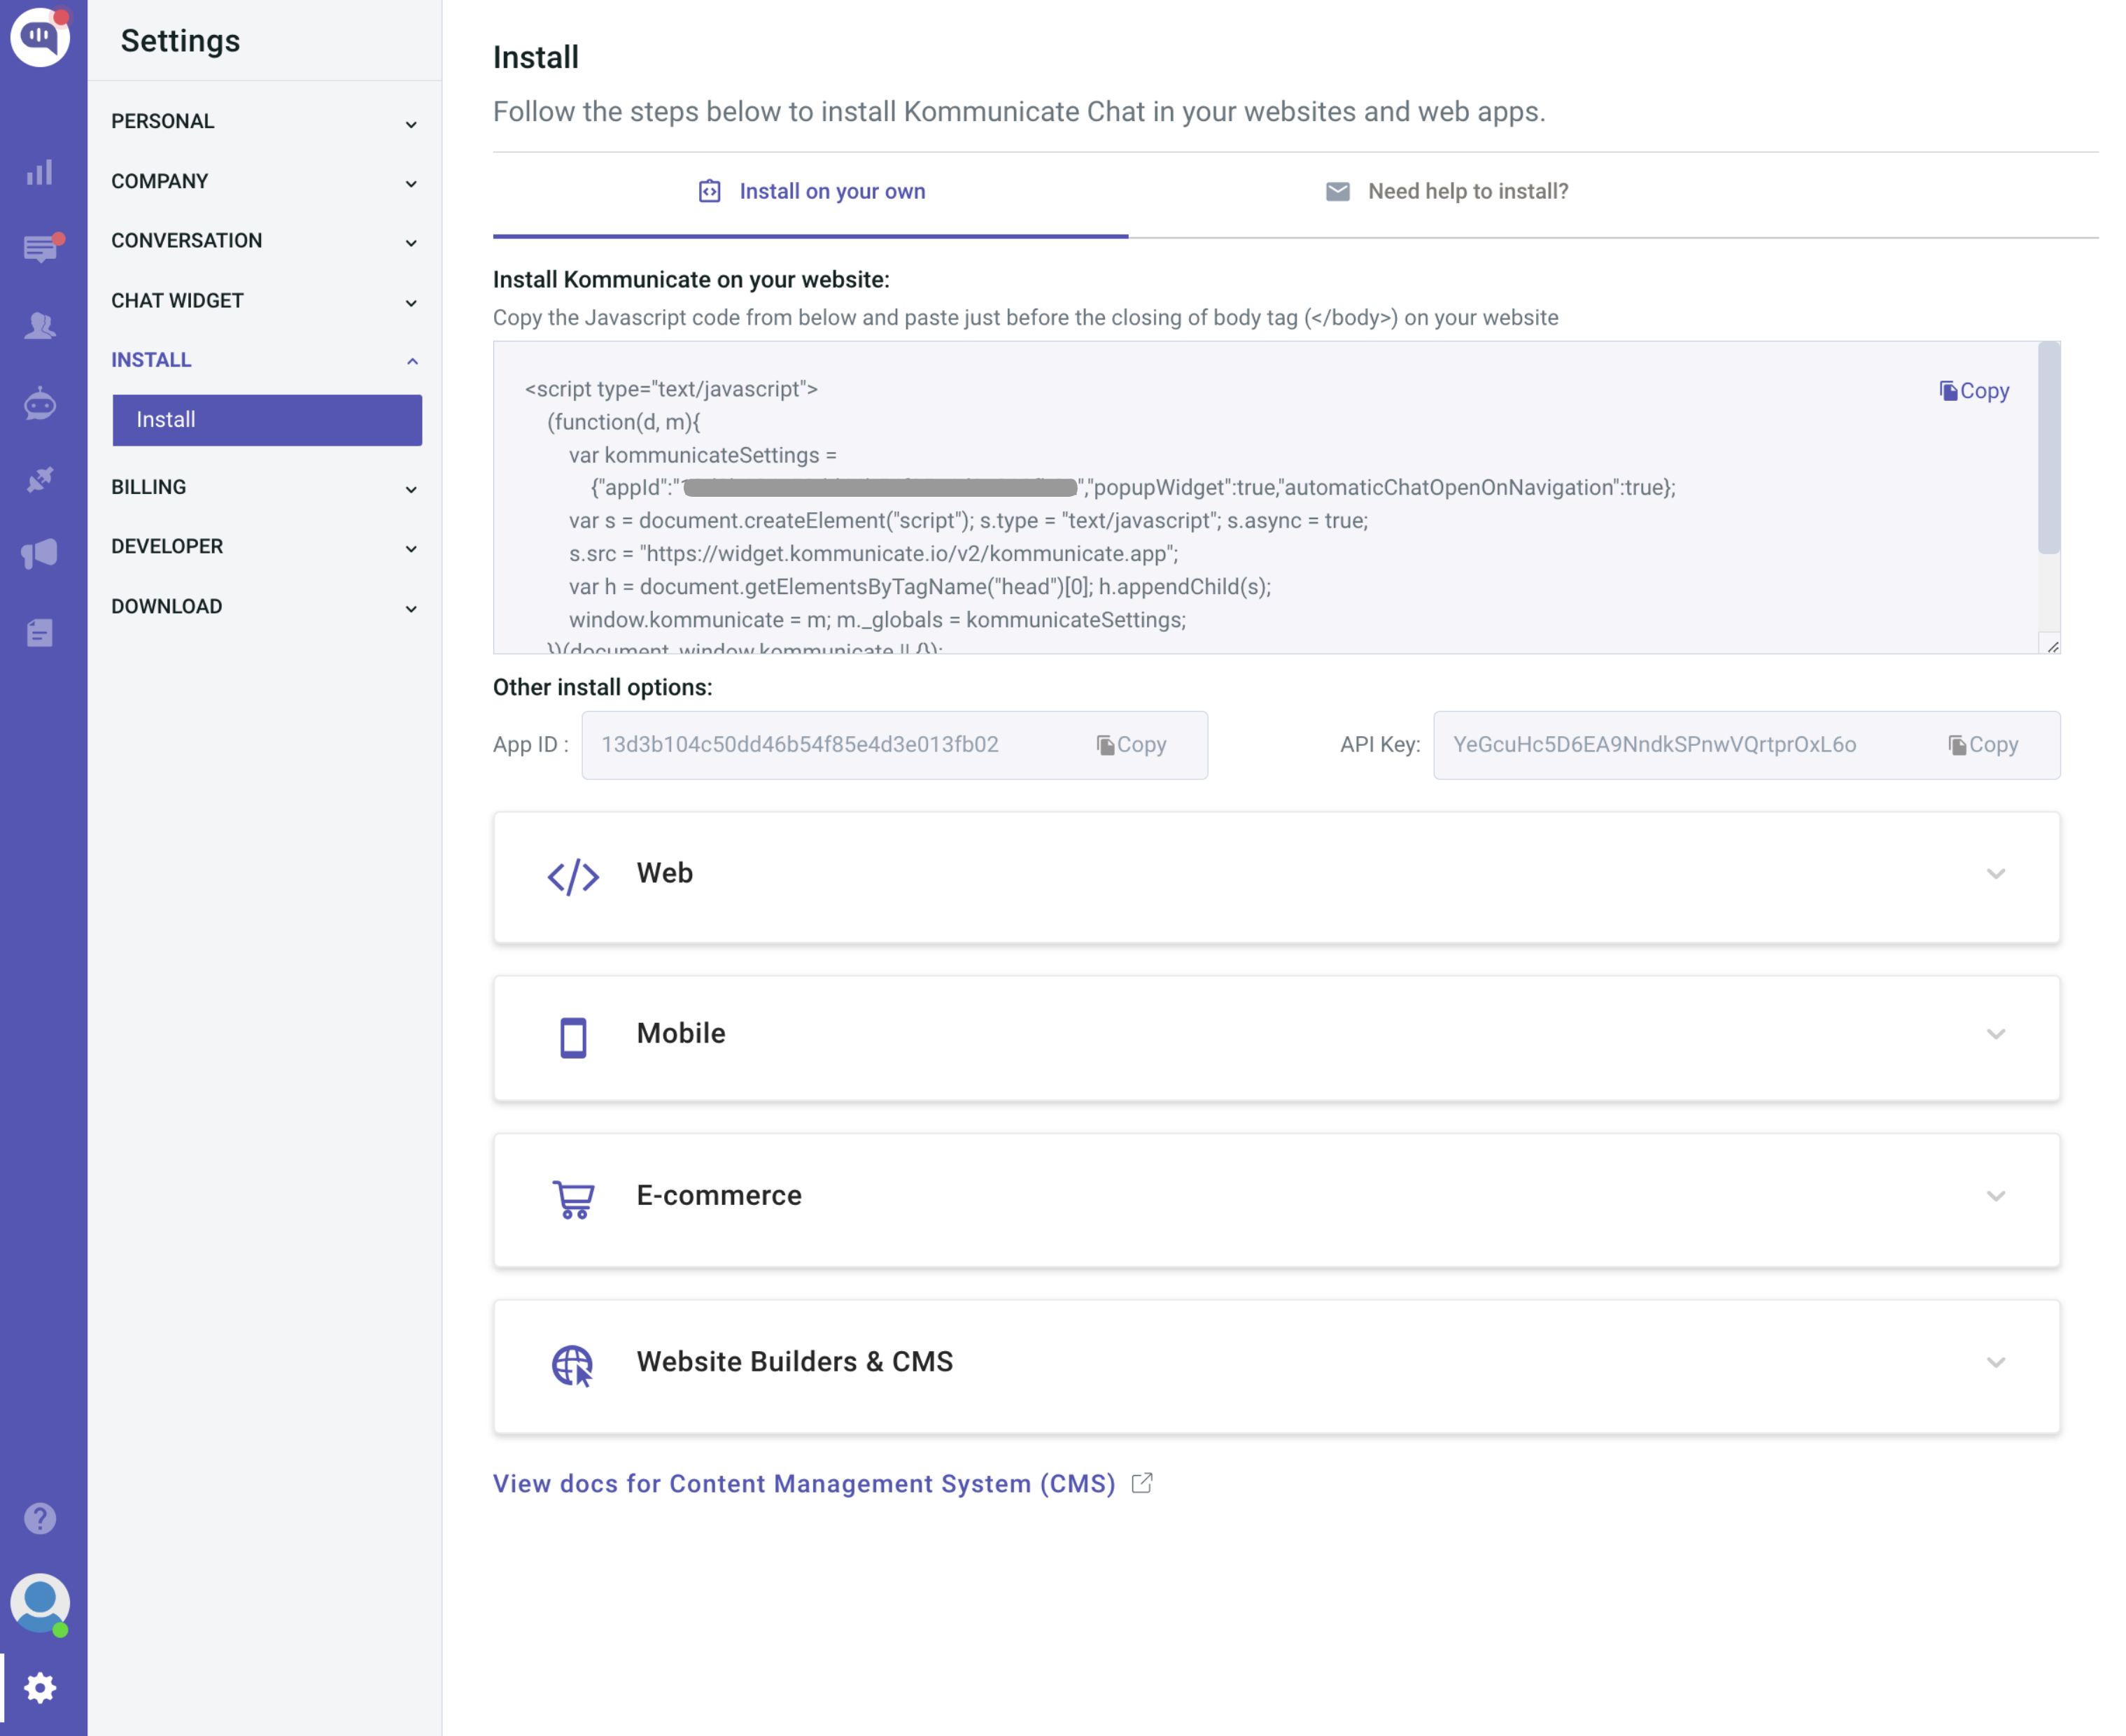 Settings
PERSONAL
COMPANY
CONVERSATION
CHAT WIDGET
INSTALL
Install
BILLING
DEVELOPER
DOWNLOAD
Install
Follow the steps below to install Kommunicate Chat in your websites and web apps.
Install on your own
Need help to install?
Install Kommunicate on your website:
Copy the Javascript code from below and paste just before the closing of body tag (</body>) on your website
Copy
<script type="text/javascript">
(function(d, m){
var kommunicateSettings =
{"appId":"","popupWidget":true,"automaticChatOpenOnNavigation":true};
var s = document.createElement("script"); s.type = "text/javascript"; s.async = true;
s.src = "https://widget.kommunicate.io/v2/kommunicate.app";
var h = document.getElementsByTagName("head")[0]; h.appendChild(s);
window.kommunicate = m; m._globals = kommunicateSettings;
})(document, window.kommunicate || {});
Other install options:
App ID : 13d3b104c50dd46b54f85e4d3e013fb02 Copy
API Key: YeGcuHc5D6EA9NndkSPnwVQrtprOxL6o Copy
Web
Mobile
E-commerce
Website Builders & CMS
View docs for Content Management System (CMS)